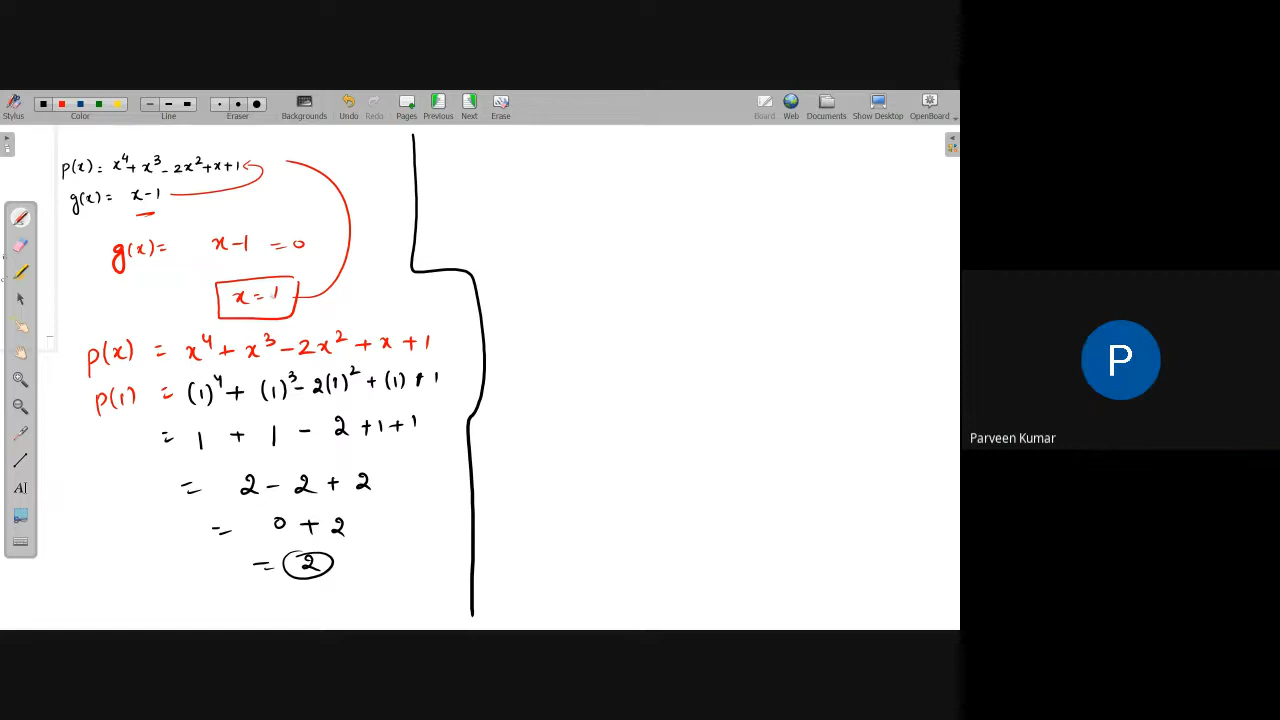 Stylus Color Line Eraser Backgrounds Undo Redo Pages Previous Next Erase Board Web Documents Show Desktop OpenBoard
p(x) = x⁴ + x³ - 2x² + x + 1
g(x) = x - 1
g(x) = x - 1 = 0
x = 1
p(x) = x⁴ + x³ - 2x² + x + 1
p(1) = (1)⁴ + (1)³ - 2(1)² + (1) + 1
= 1 + 1 - 2 + 1 + 1
= 2 - 2 + 2
= 0 + 2
= 2
P
Parveen Kumar